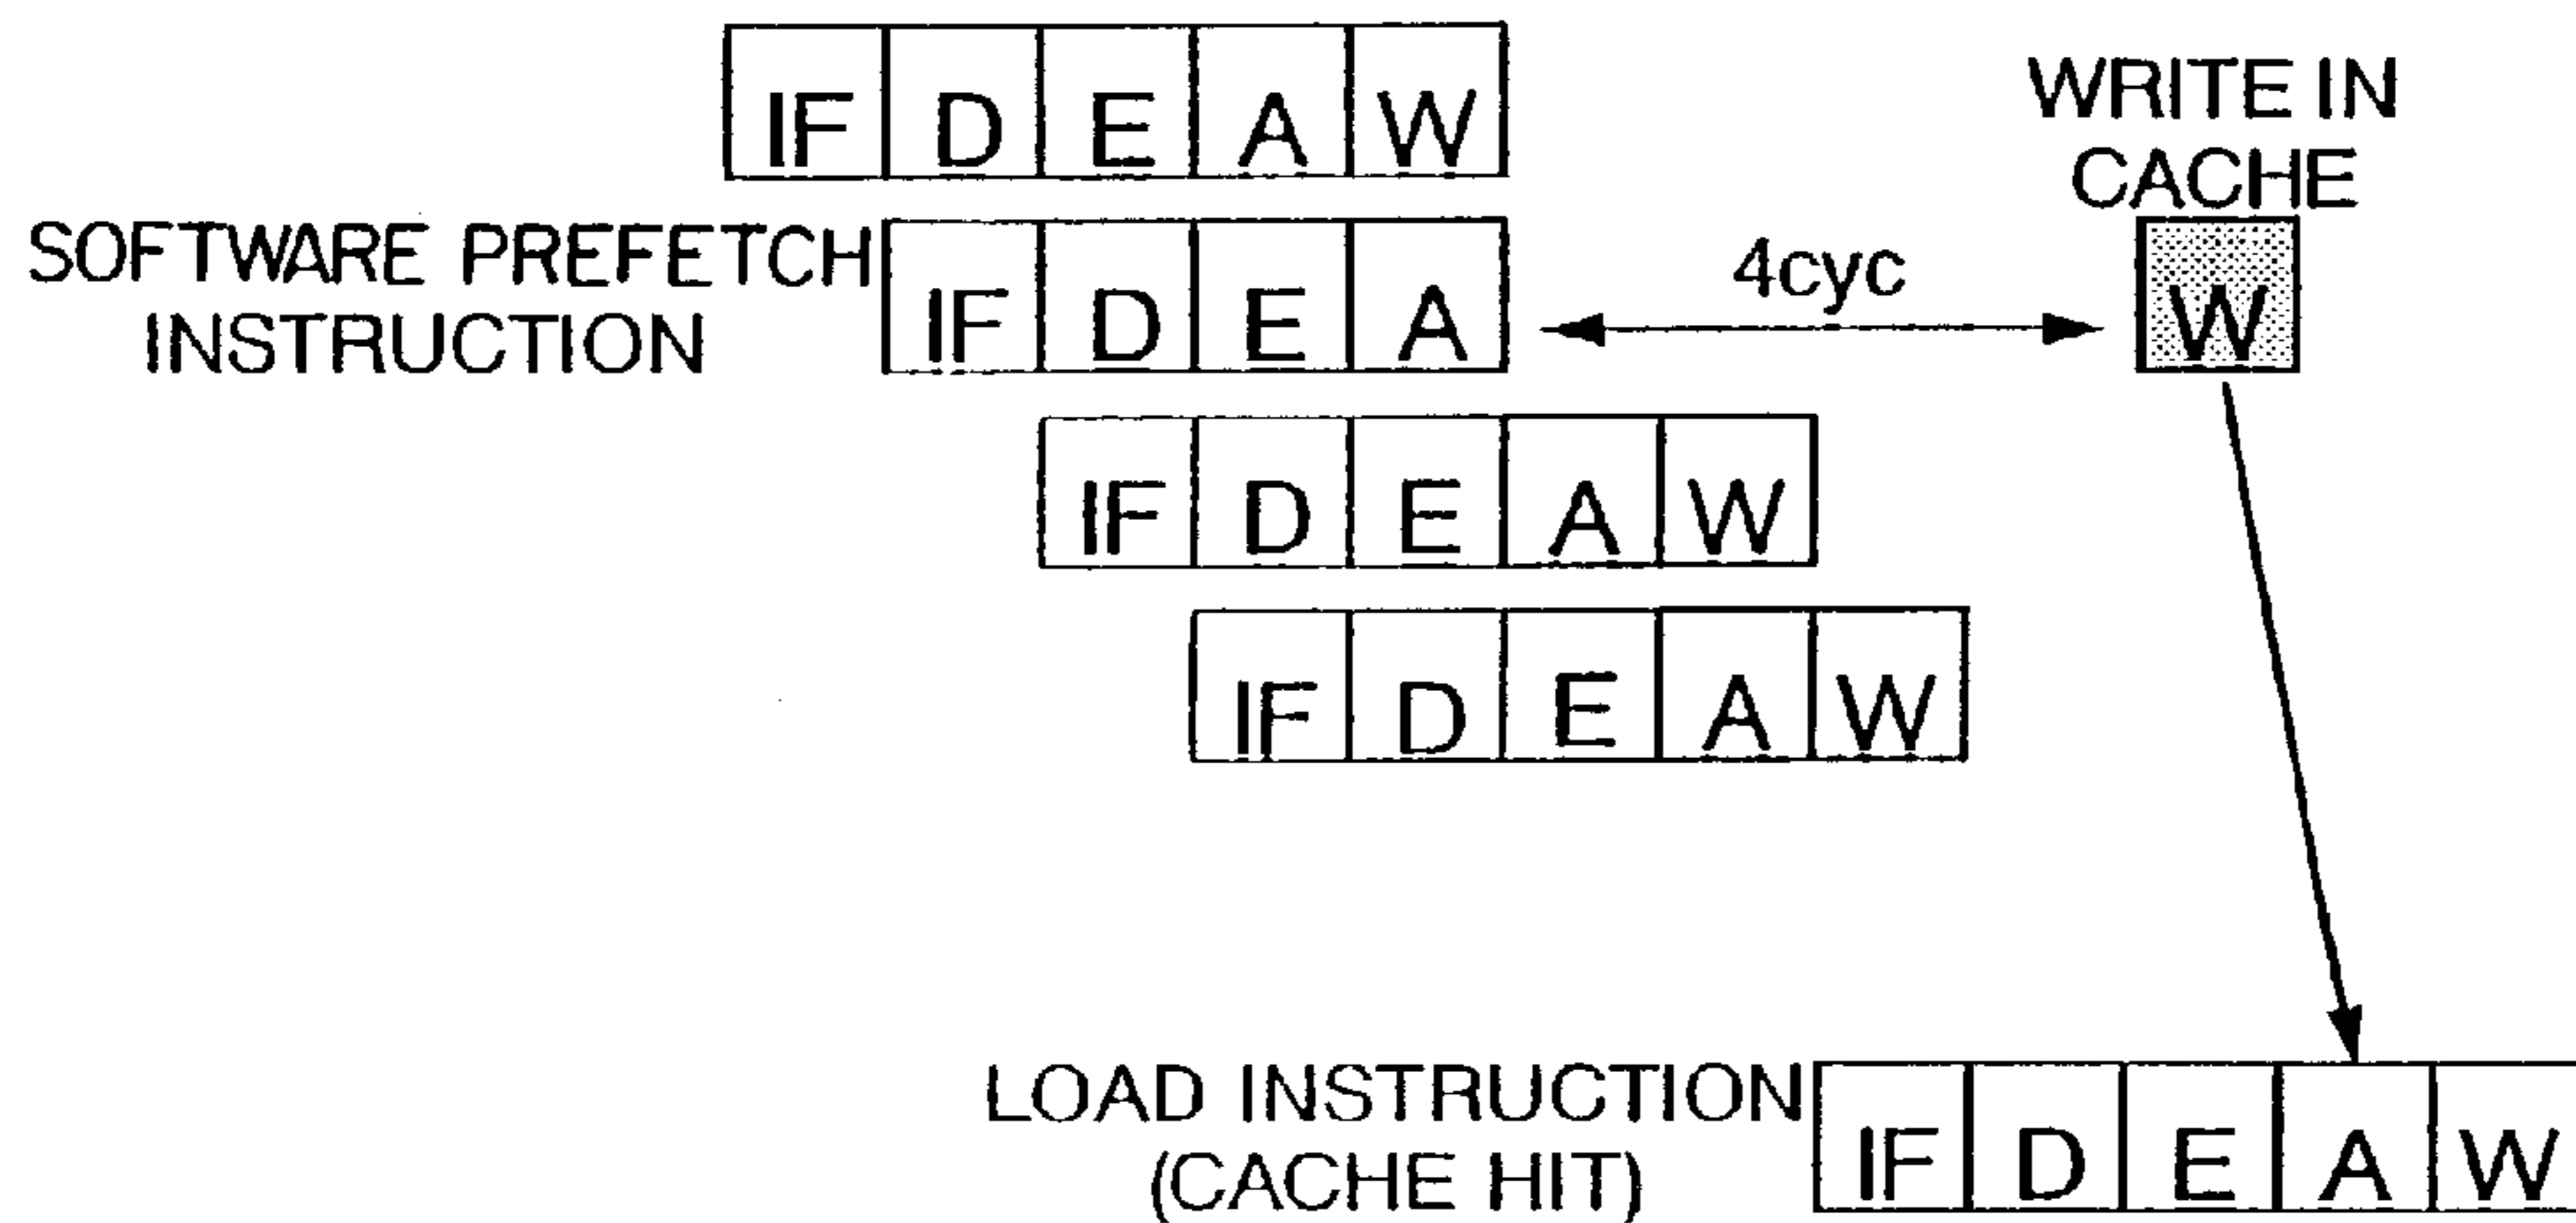 IF D E A W
WRITE IN
CACHE
SOFTWARE PREFETCH
INSTRUCTION
IF D E A
4cyc
W
IF D E A W
IF D E A W
LOAD INSTRUCTION
(CACHE HIT)
IF D E A W